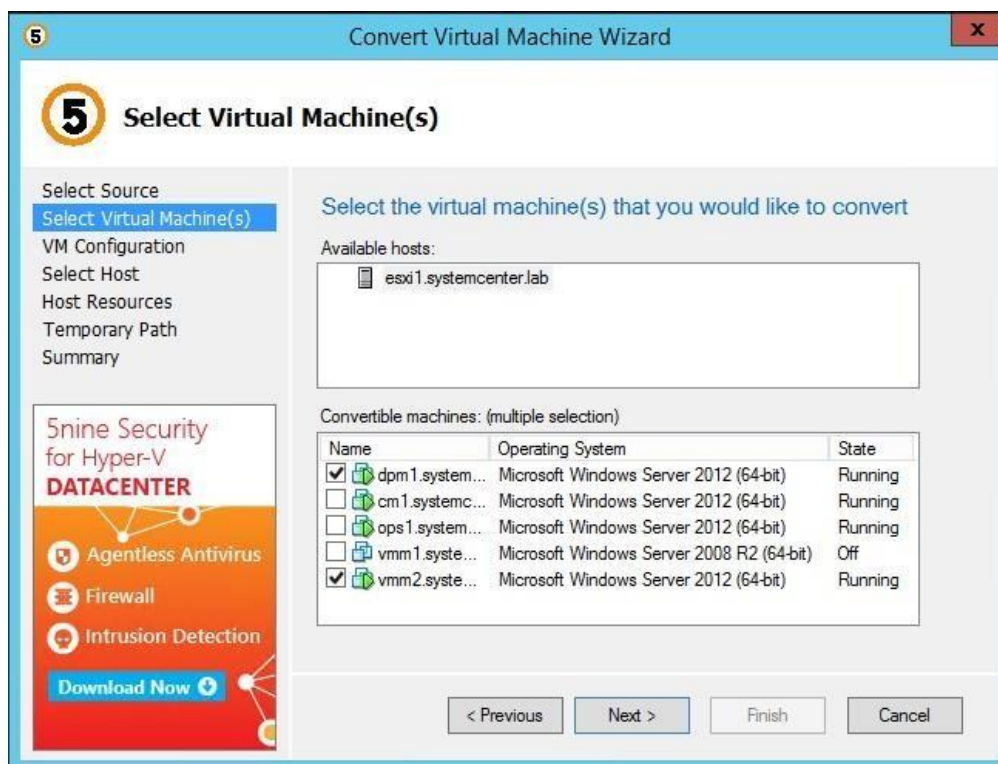 5
Convert Virtual Machine Wizard
x
5
Select Virtual Machine(s)
Select Source
Select Virtual Machine(s)
VM Configuration
Select Host
Host Resources
Temporary Path
Summary
5nine Security
for Hyper-V
DATACENTER
Agentless Antivirus
Firewall
Intrusion Detection
Download Now
Select the virtual machine(s) that you would like to convert
Available hosts:
esxi1.systemcenter.lab
Convertible machines: (multiple selection)
Name Operating System State
dpm1.system... Microsoft Windows Server 2012 (64-bit) Running
cm1.systemc... Microsoft Windows Server 2012 (64-bit) Running
ops1.system... Microsoft Windows Server 2012 (64-bit) Running
vmm1.syste... Microsoft Windows Server 2008 R2 (64-bit) Off
vmm2.syste... Microsoft Windows Server 2012 (64-bit) Running
< Previous Next > Finish Cancel